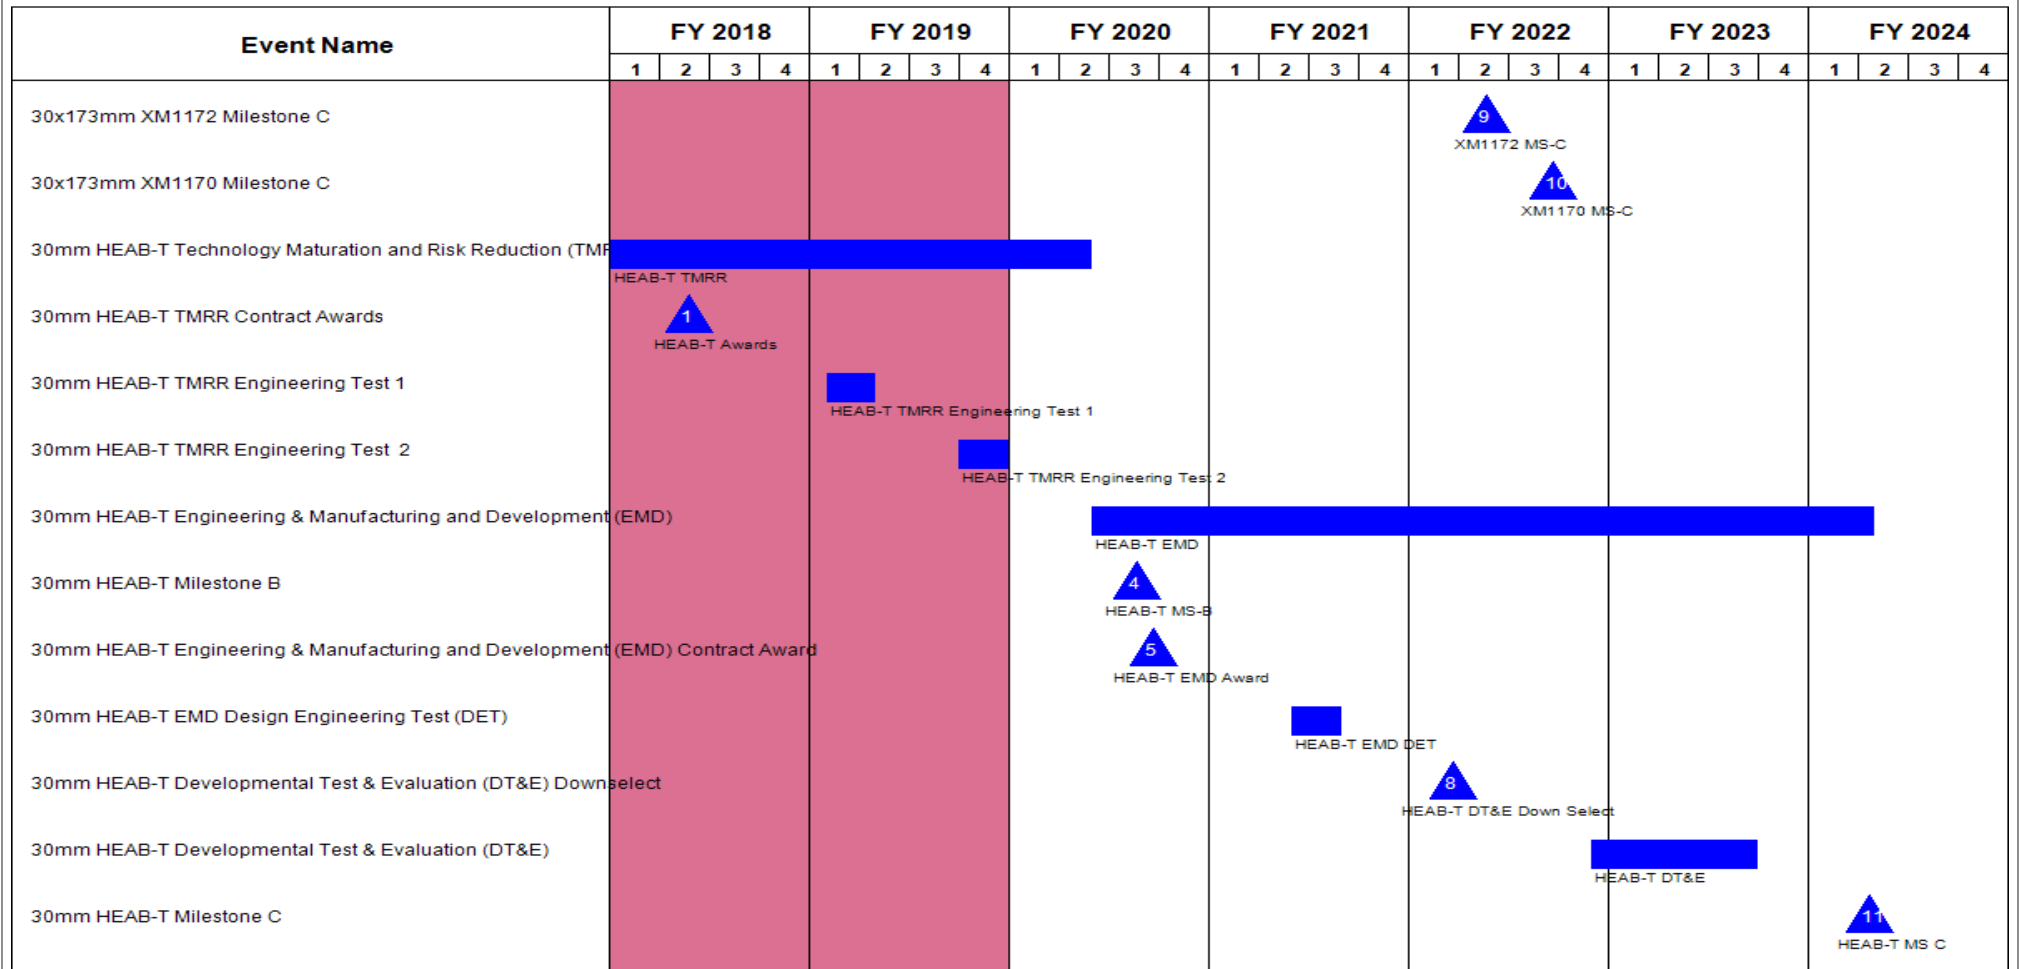 Event Name
FY 2018 FY 2019 FY 2020 FY 2021 FY 2022 FY 2023 FY 2024
1 2 3 4 1 2 3 4 1 2 3 4 1 2 3 4 1 2 3 4 1 2 3 4 1 2 3 4
30x173mm XM1172 Milestone C
9
XM1172 MS-C
30x173mm XM1170 Milestone C
10
XM1170 MS-C
30mm HEAB-T Technology Maturation and Risk Reduction (TMR
HEAB-T TMRR
30mm HEAB-T TMRR Contract Awards
1
HEAB-T Awards
30mm HEAB-T TMRR Engineering Test 1
HEAB-T TMRR Engineering Test 1
30mm HEAB-T TMRR Engineering Test 2
HEAB-T TMRR Engineering Test 2
30mm HEAB-T Engineering & Manufacturing and Development (EMD)
HEAB-T EMD
30mm HEAB-T Milestone B
4
HEAB-T MS-B
30mm HEAB-T Engineering & Manufacturing and Development (EMD) Contract Award
5
HEAB-T EMD Award
30mm HEAB-T EMD Design Engineering Test (DET)
HEAB-T EMD DET
30mm HEAB-T Developmental Test & Evaluation (DT&E) Downselect
8
HEAB-T DT&E Down Select
30mm HEAB-T Developmental Test & Evaluation (DT&E)
HEAB-T DT&E
30mm HEAB-T Milestone C
11
HEAB-T MS C